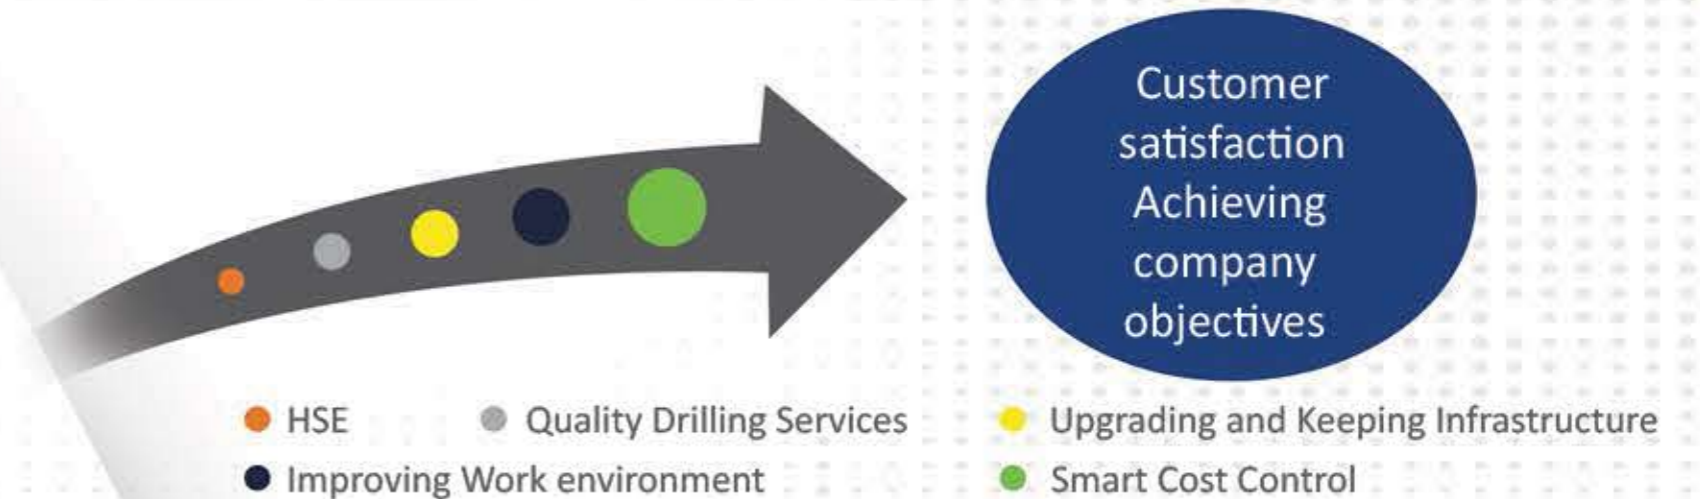 Customer
satisfaction
Achieving
company
objectives
HSE
Quality Drilling Services
Upgrading and Keeping Infrastructure
Improving Work environment
Smart Cost Control